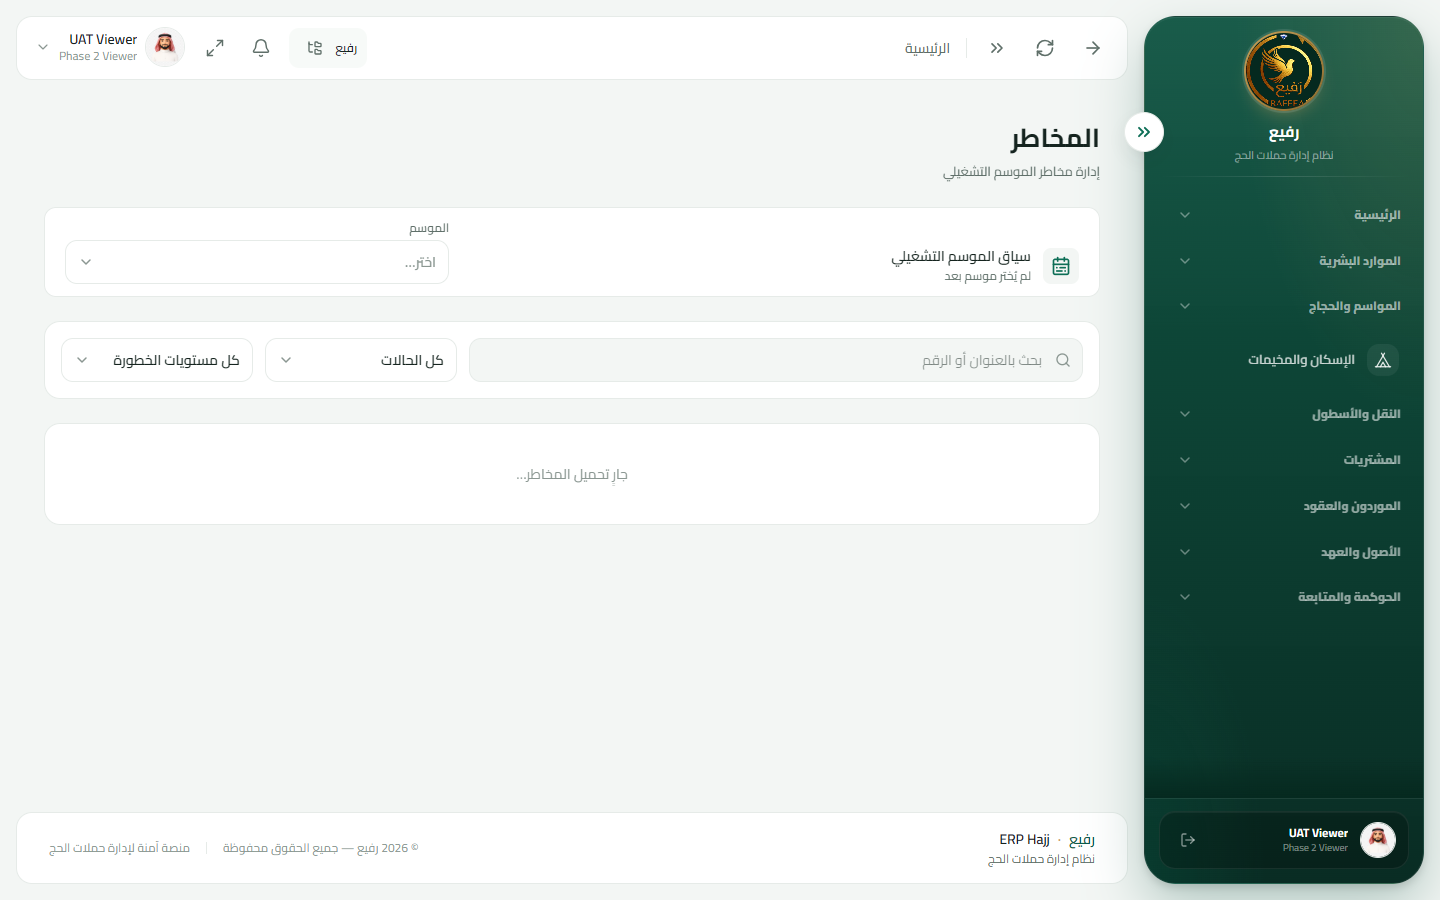 رفيع
RAFEEA
رفيع
نظام إدارة حملات الحج
الرئيسية
الموارد البشرية
المواسم والحجاج
الإسكان والمخيمات
النقل والأسطول
المشتريات
الموردون والعقود
الأصول والعهد
الحوكمة والمتابعة
UAT Viewer
Phase 2 Viewer
الرئيسية
رفيع
UAT Viewer
Phase 2 Viewer
المخاطر
إدارة مخاطر الموسم التشغيلي
سياق الموسم التشغيلي
لم يُختر موسم بعد
الموسم
اختر...
بحث بالعنوان أو الرقم
كل الحالات
كل مستويات الخطورة
جارٍ تحميل المخاطر...
رفيع · ERP Hajj
نظام إدارة حملات الحج
© 2026 رفيع — جميع الحقوق محفوظة
منصة آمنة لإدارة حملات الحج